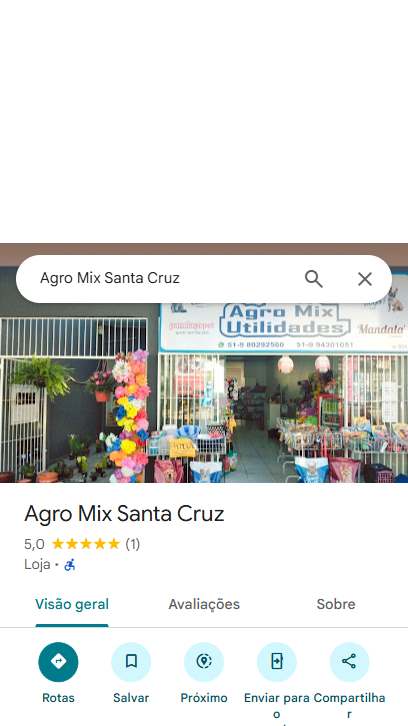 Agro Mix Santa Cruz
Agro Mix
Utilidades
Mandala
51-9 80292560 51-9 94301051
Agro Mix Santa Cruz
5,0 (1)
Loja ·
Visão geral Avaliações Sobre
Rotas Salvar Próximo Enviar para o Compartilhar